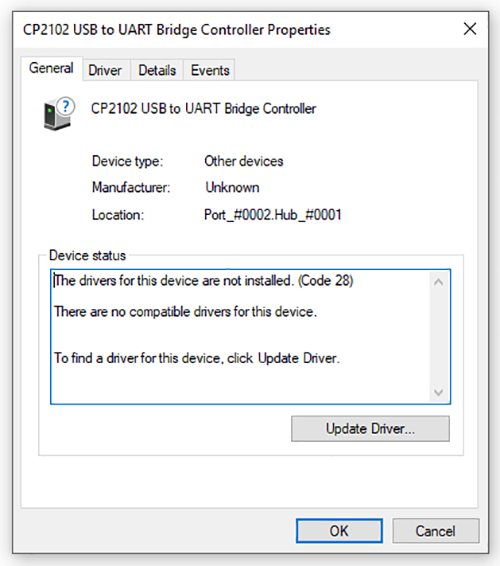 CP2102 USB to UART Bridge Controller Properties
General Driver Details Events
CP2102 USB to UART Bridge Controller
Device type: Other devices
Manufacturer: Unknown
Location: Port_#0002.Hub_#0001
Device status
The drivers for this device are not installed. (Code 28)
There are no compatible drivers for this device.
To find a driver for this device, click Update Driver.
Update Driver...
OK Cancel